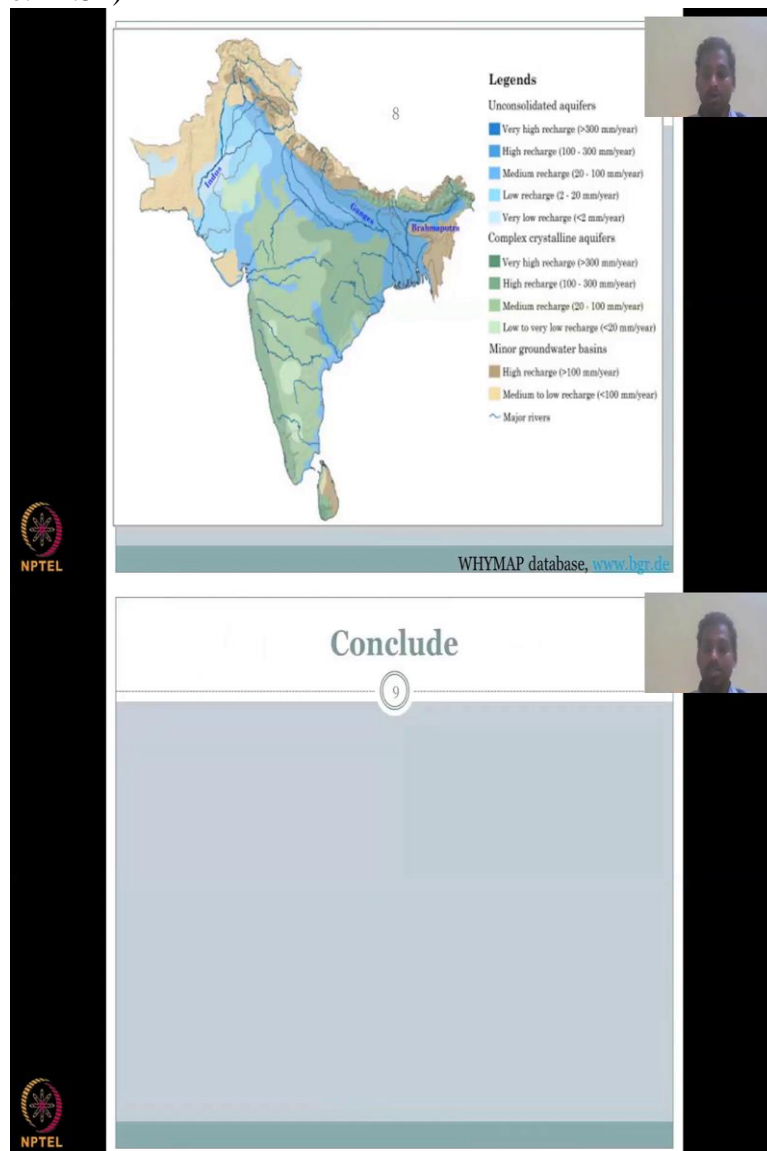 8
Legends
Unconsolidated aquifers
Very high recharge (>300 mm/year)
High recharge (100 - 300 mm/year)
Medium recharge (20 - 100 mm/year)
Low recharge (2 - 20 mm/year)
Very low recharge (<2 mm/year)
Complex crystalline aquifers
Very high recharge (>300 mm/year)
High recharge (100 - 300 mm/year)
Medium recharge (20 - 100 mm/year)
Low to very low recharge (<20 mm/year)
Minor groundwater basins
High recharge (>100 mm/year)
Medium to low recharge (<100 mm/year)
Major rivers
Indus
Ganges
Brahmaputra
NPTEL
WHYMAP database, www.bgr.de
Conclude
9
NPTEL